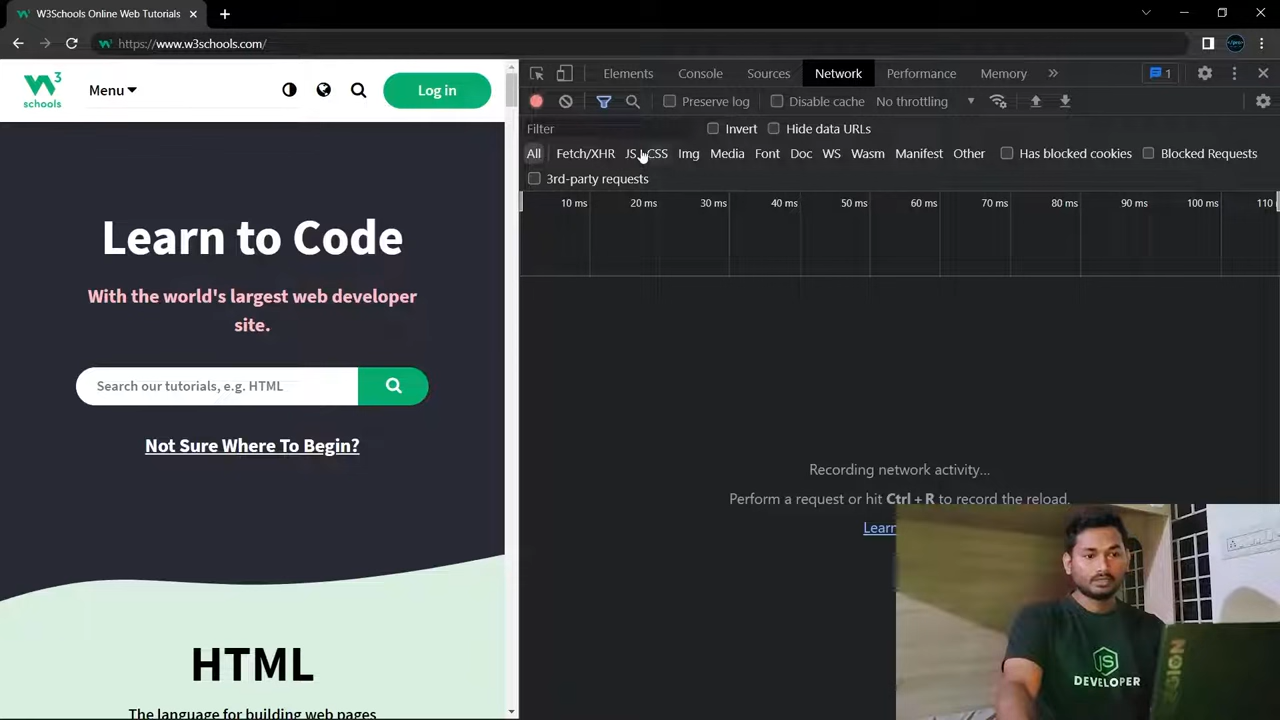 W3Schools Online Web Tutorials
https://www.w3schools.com/
W3
schools
Menu
Log in
Learn to Code
With the world's largest web developer
site.
Search our tutorials, e.g. HTML
Not Sure Where To Begin?
HTML
The language for building web pages
Elements Console Sources Network Performance Memory » 1
Preserve log Disable cache No throttling
Filter Invert Hide data URLs
All Fetch/XHR JS CSS Img Media Font Doc WS Wasm Manifest Other Has blocked cookies Blocked Requests
3rd-party requests
10 ms 20 ms 30 ms 40 ms 50 ms 60 ms 70 ms 80 ms 90 ms 100 ms 110
Recording network activity...
Perform a request or hit Ctrl + R to record the reload.
Learn
JS
DEVELOPER